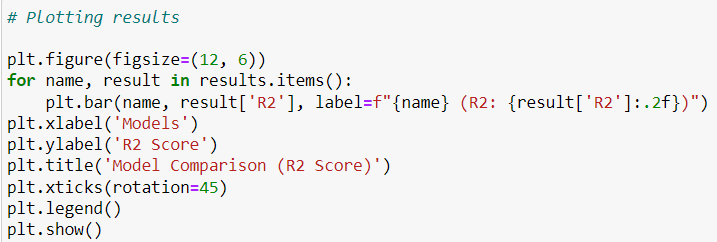 # Plotting results
plt.figure(figsize=(12, 6))
for name, result in results.items():
    plt.bar(name, result['R2'], label=f"{name} (R2: {result['R2']:.2f})")
plt.xlabel('Models')
plt.ylabel('R2 Score')
plt.title('Model Comparison (R2 Score)')
plt.xticks(rotation=45)
plt.legend()
plt.show()